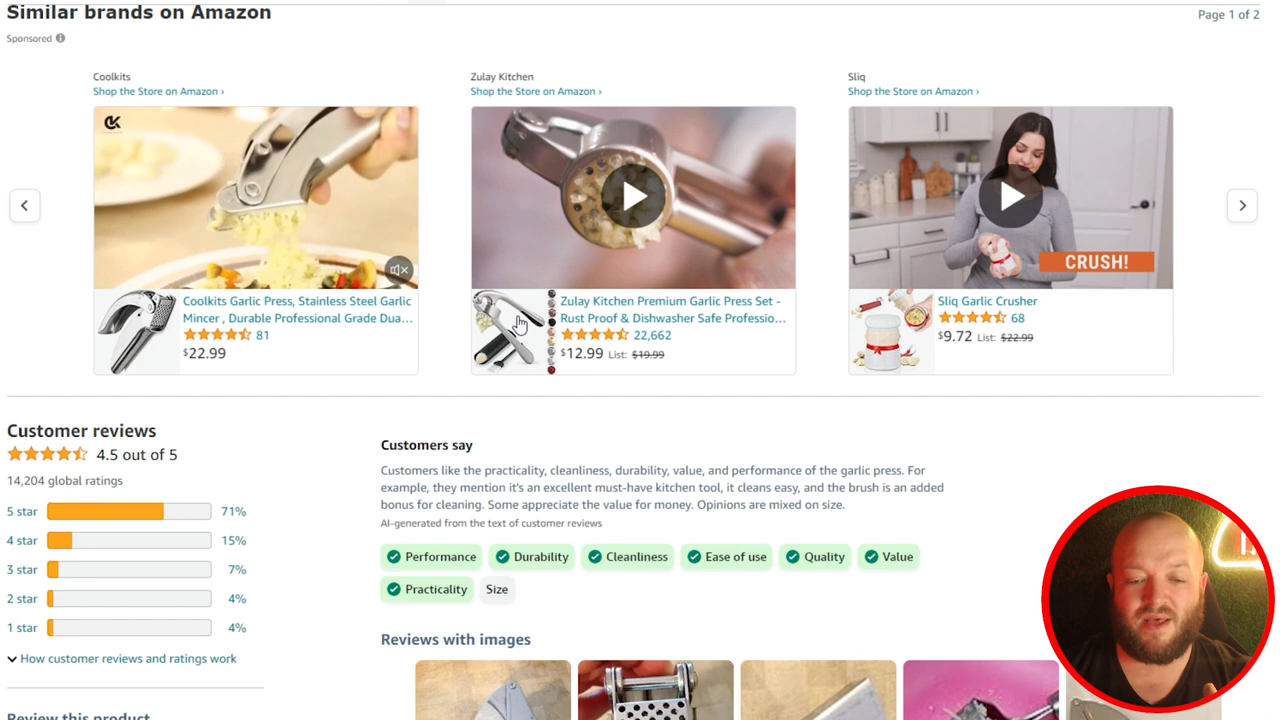 Similar brands on Amazon
Page 1 of 2
Sponsored
Coolkits
Shop the Store on Amazon ›
Zulay Kitchen
Shop the Store on Amazon ›
Sliq
Shop the Store on Amazon ›
CK
CRUSH!
Coolkits Garlic Press, Stainless Steel Garlic
Mincer , Durable Professional Grade Dua…
81
$22.99
Zulay Kitchen Premium Garlic Press Set -
Rust Proof & Dishwasher Safe Professio…
22,662
$12.99 List: $19.99
Sliq Garlic Crusher
68
$9.72 List: $22.99
Customer reviews
4.5 out of 5
14,204 global ratings
5 star 71%
4 star 15%
3 star 7%
2 star 4%
1 star 4%
How customer reviews and ratings work
Review this product
Customers say
Customers like the practicality, cleanliness, durability, value, and performance of the garlic press. For
example, they mention it's an excellent must-have kitchen tool, it cleans easy, and the brush is an added
bonus for cleaning. Some appreciate the value for money. Opinions are mixed on size.
AI-generated from the text of customer reviews
Performance Durability Cleanliness Ease of use Quality Value
Practicality Size
Reviews with images